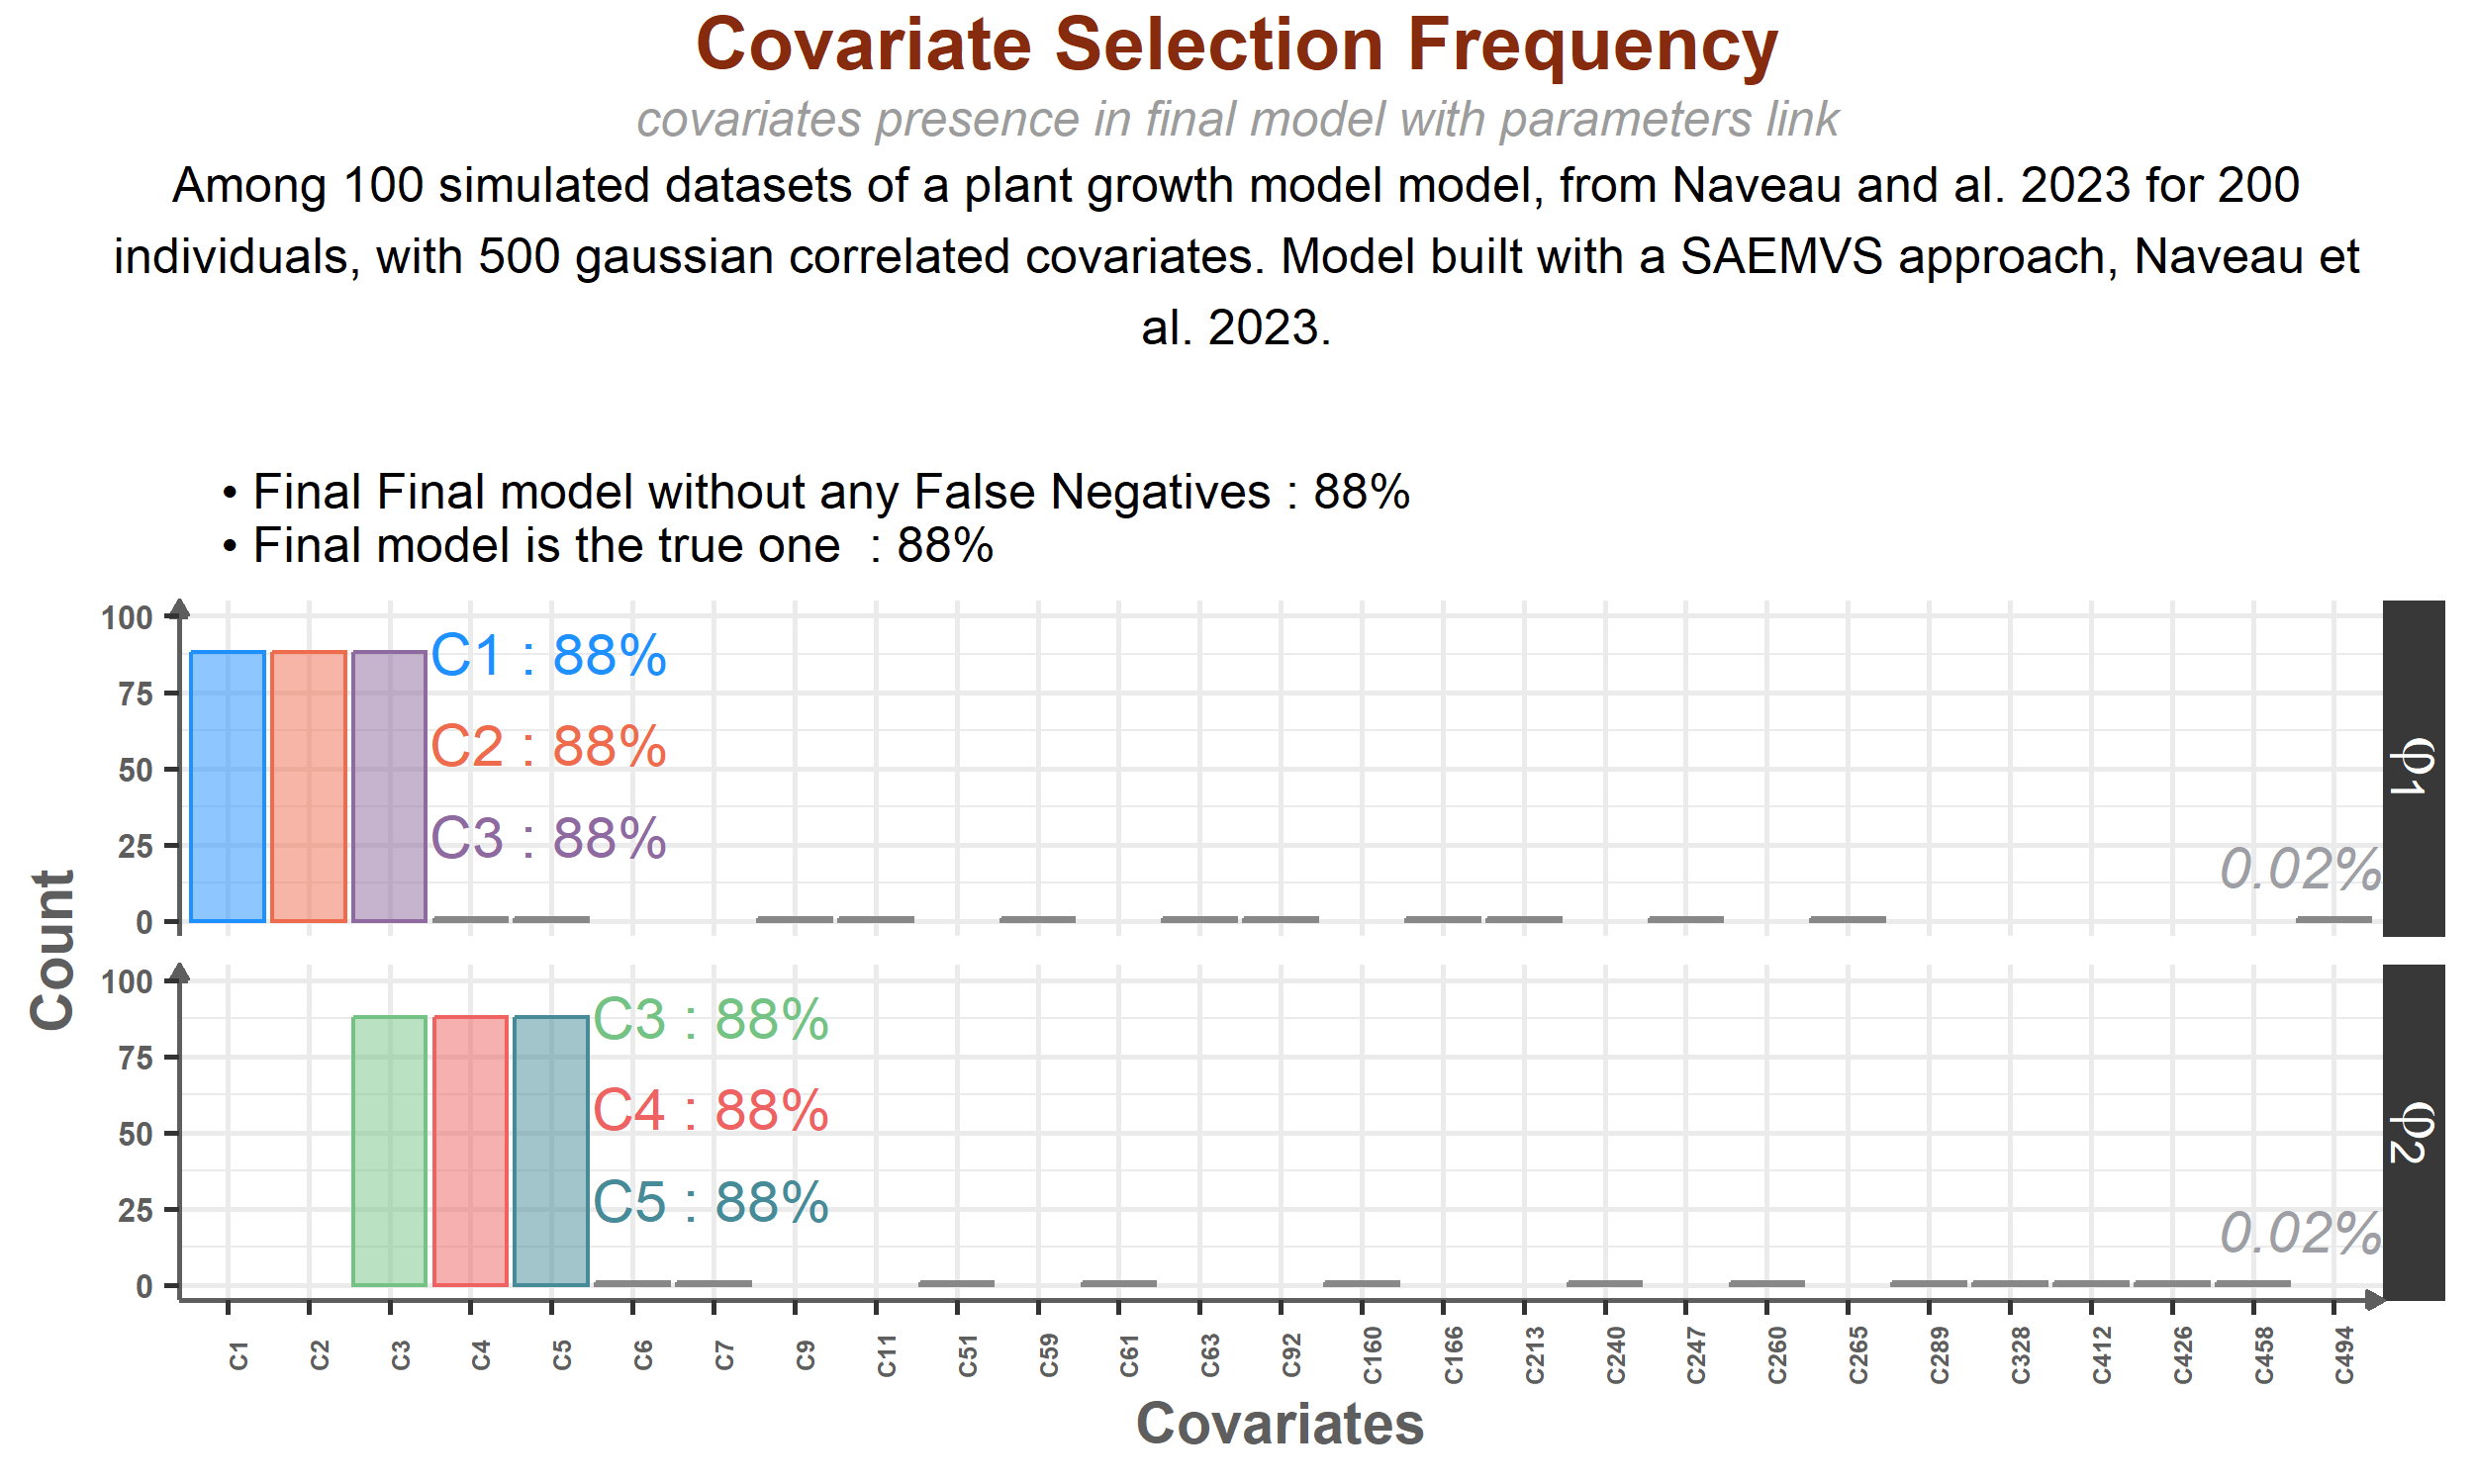 Covariate Selection Frequency
covariates presence in final model with parameters link
Among 100 simulated datasets of a plant growth model model, from Naveau and al. 2023 for 200
individuals, with 500 gaussian correlated covariates. Model built with a SAEMVS approach, Naveau et
al. 2023.
• Final Final model without any False Negatives : 88%
• Final model is the true one  : 88%
Count
100
75
50
25
0
C1 : 88%
C2 : 88%
C3 : 88%
0.02%
φ1
100
75
50
25
0
C3 : 88%
C4 : 88%
C5 : 88%
0.02%
φ2
C1
C2
C3
C4
C5
C6
C7
C9
C11
C51
C59
C61
C63
C92
C160
C166
C213
C240
C247
C260
C265
C289
C328
C412
C426
C458
C494
Covariates